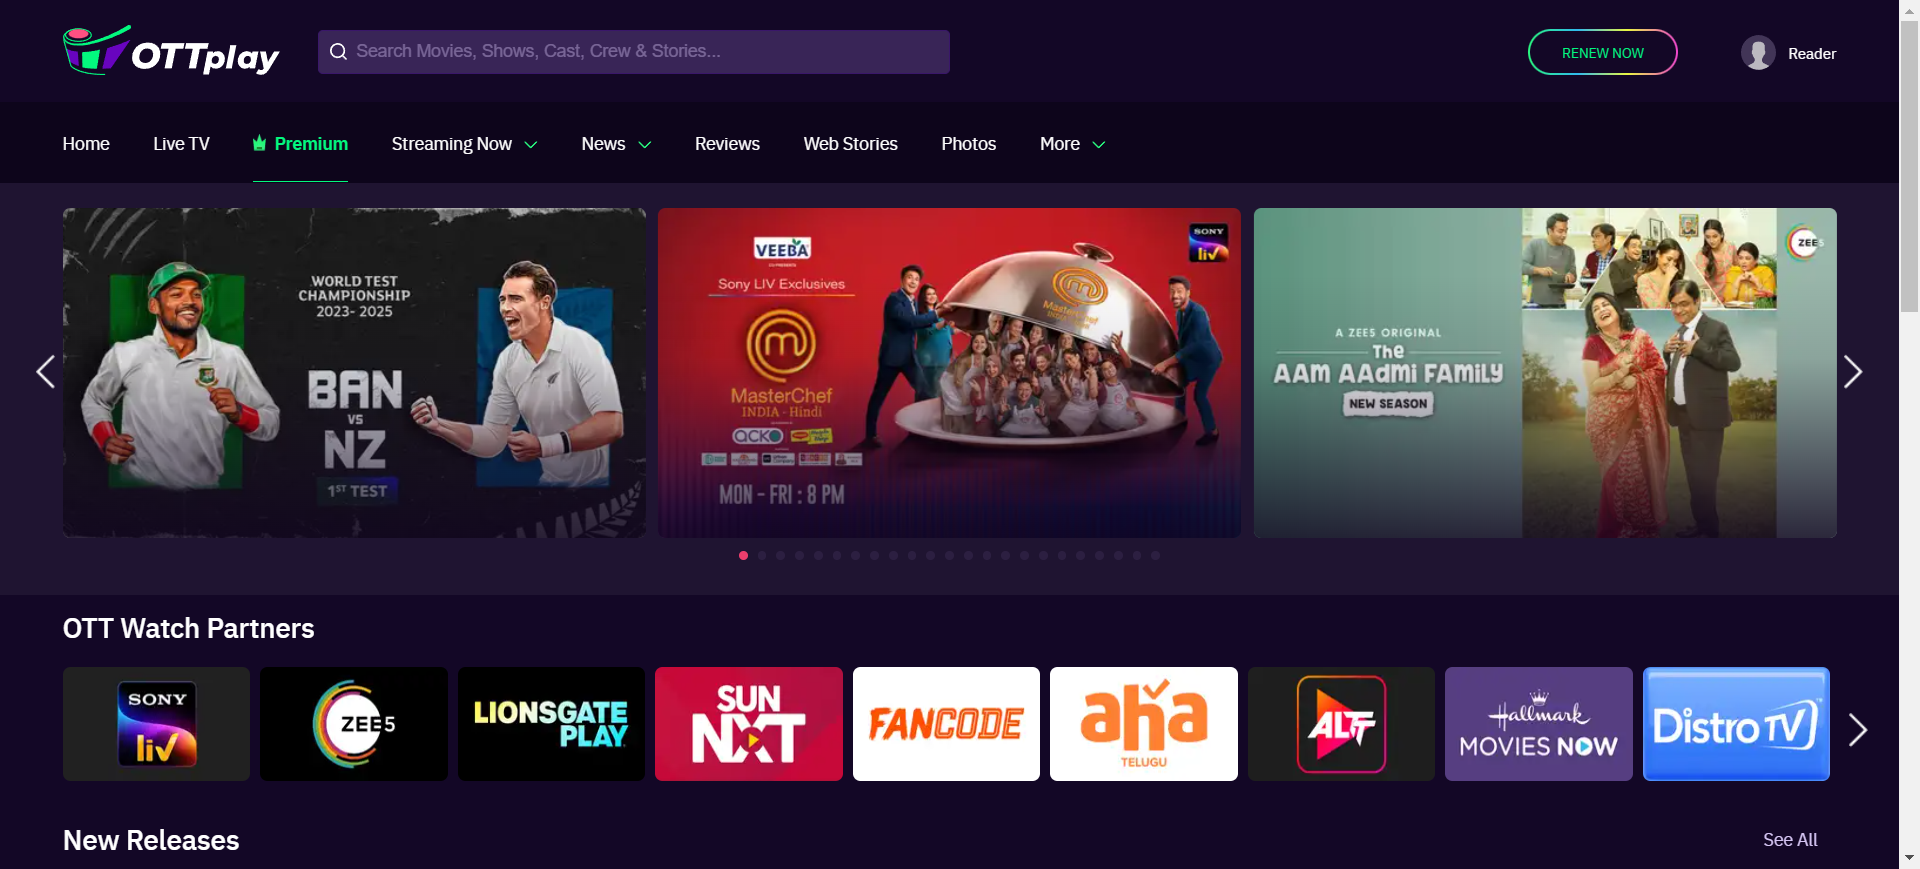 OTTplay
Search Movies, Shows, Cast, Crew & Stories...
RENEW NOW
Reader
Home
Live TV
Premium
Streaming Now
News
Reviews
Web Stories
Photos
More
WORLD TEST
CHAMPIONSHIP
2023- 2025
BAN
VS
NZ
1ST TEST
VEEBA
CO-PRESENTS
Sony LIV Exclusives
MasterChef
INDIA - Hindi
acko
MON - FRI : 8 PM
MasterChef
SONY
liv
A ZEE5 ORIGINAL
The
AAM AAdmi FAMILY
NEW SEASON
ZEE5
OTT Watch Partners
SONY
liv
ZEE5
LIONSGATE
PLAY
SUN
NXT
FANCODE
aha
TELUGU
ALTT
Hallmark
MOVIES NOW
DistroTV
New Releases
See All